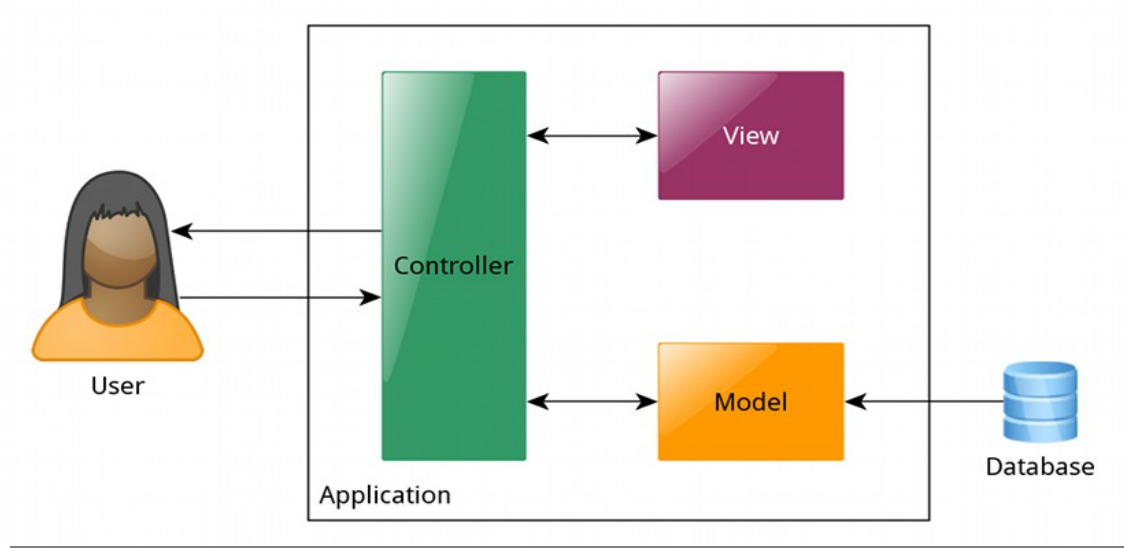 View
Controller
User
Model
Database
Application